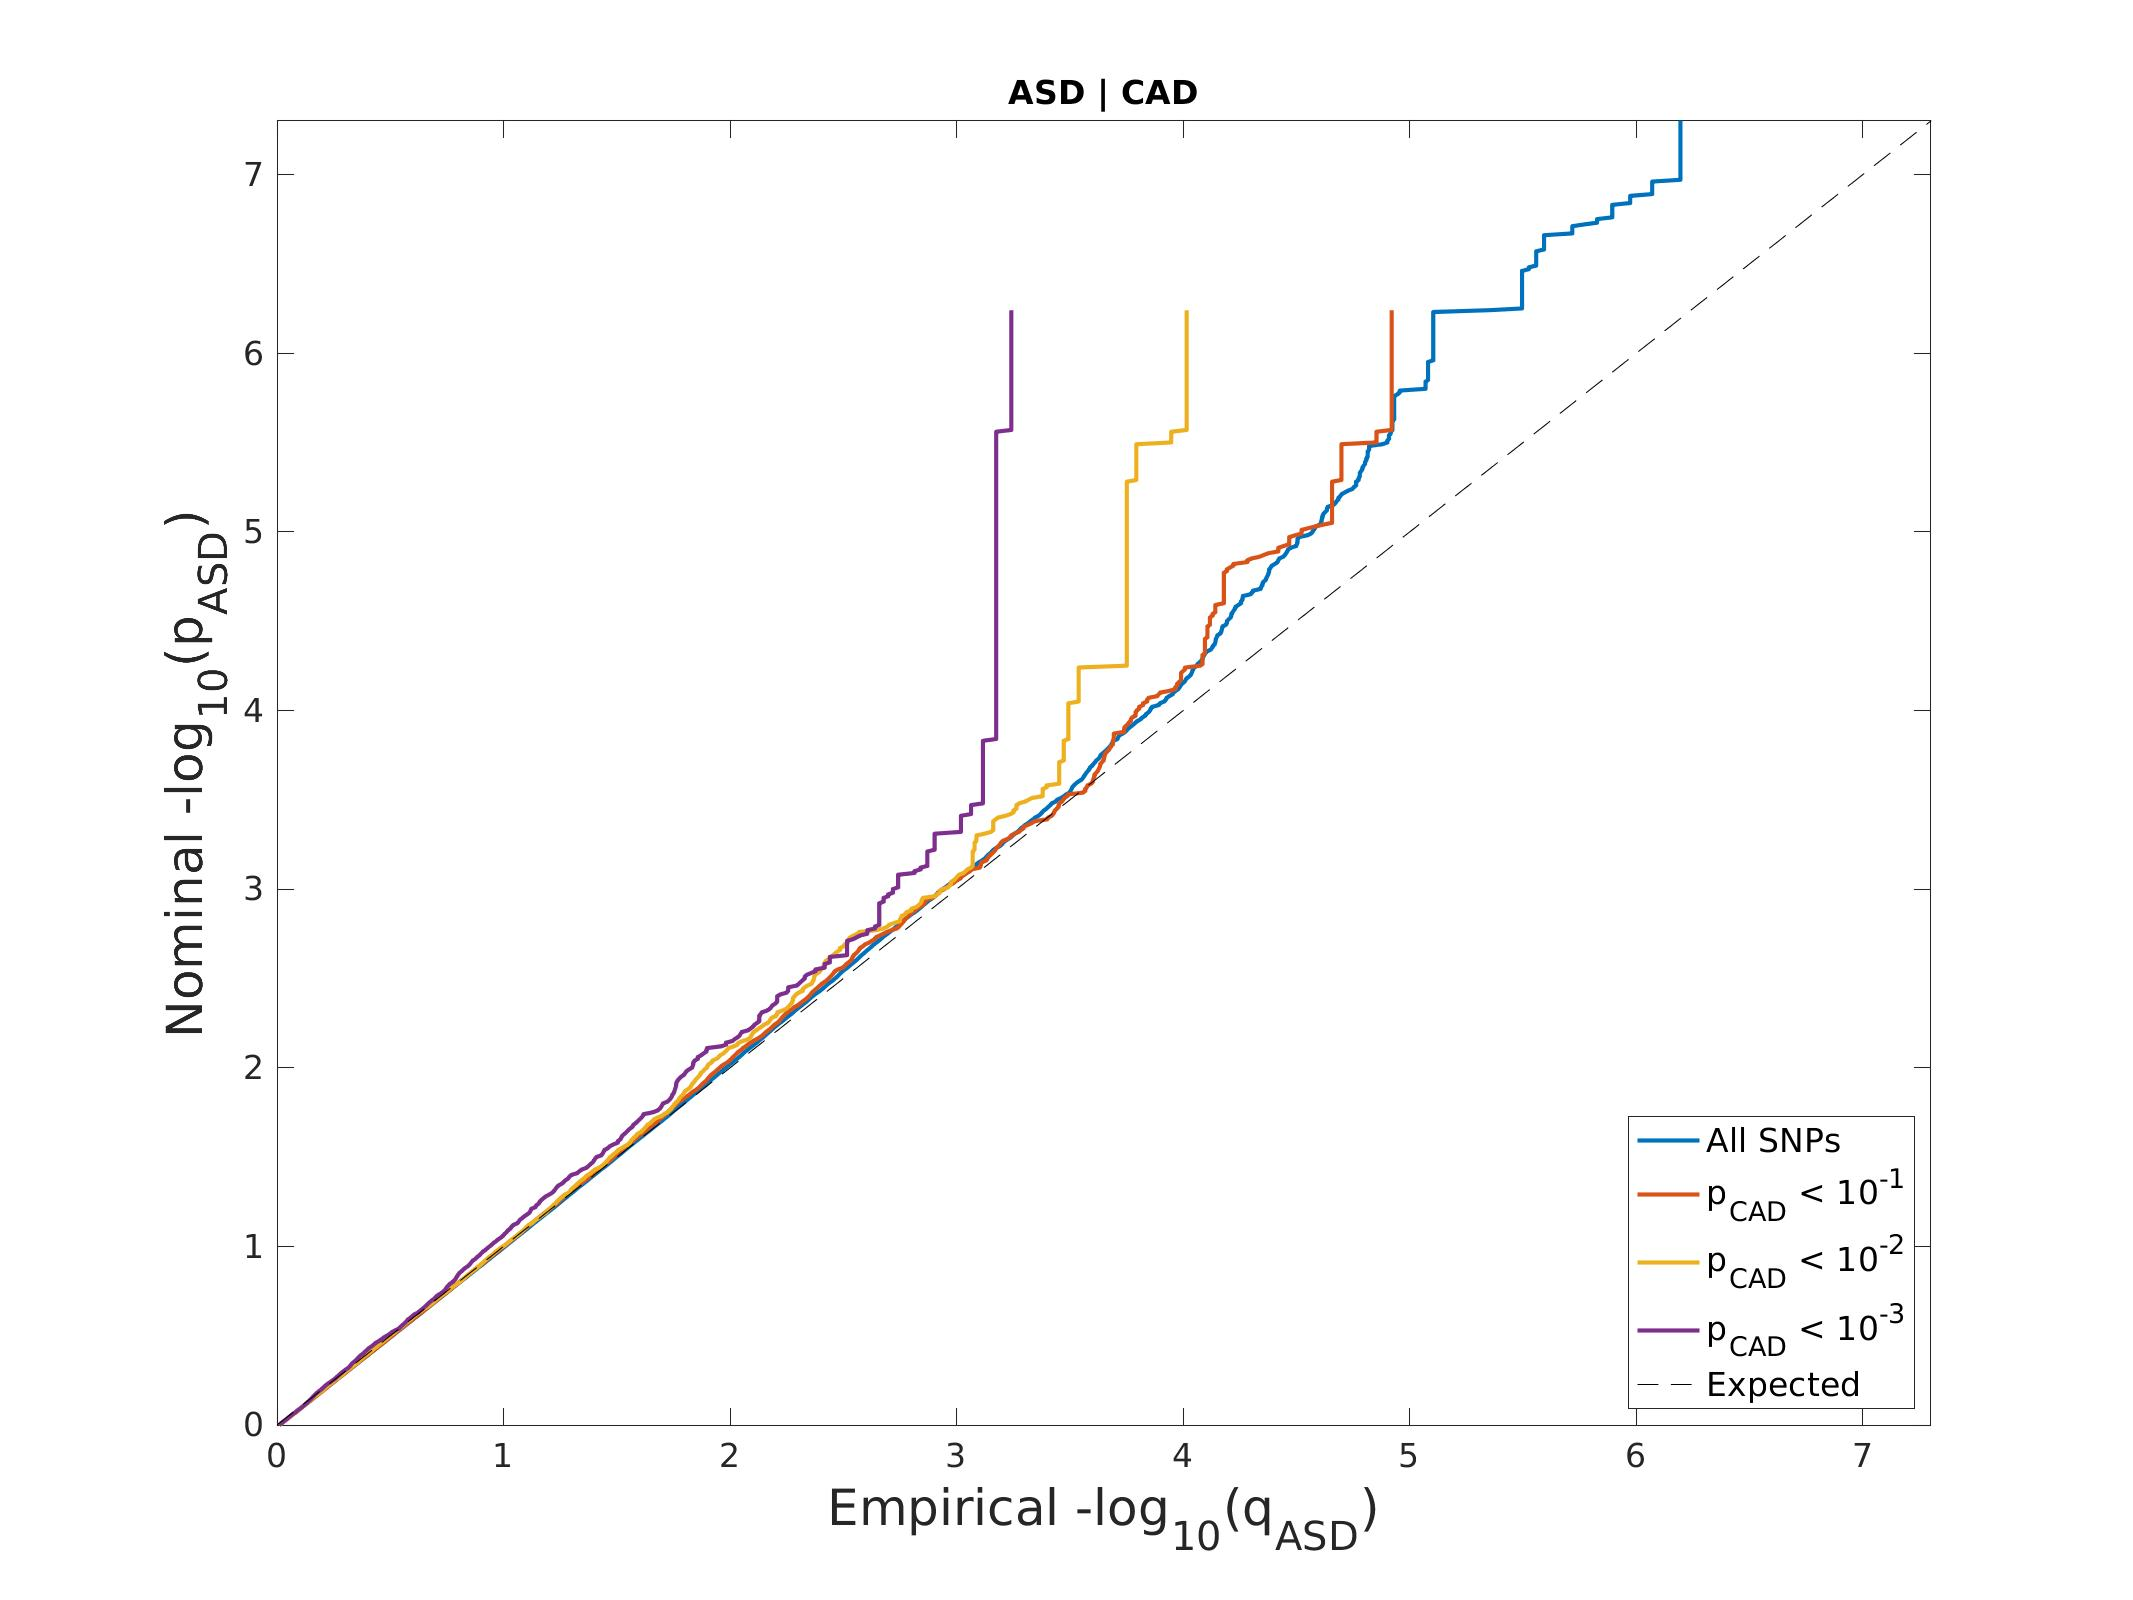 ASD | CAD
Nominal -log10(pASD)
7
6
5
4
3
2
1
0
0 1 2 3 4 5 6 7
Empirical -log10(qASD)
All SNPs
pCAD < 10-1
pCAD < 10-2
pCAD < 10-3
Expected